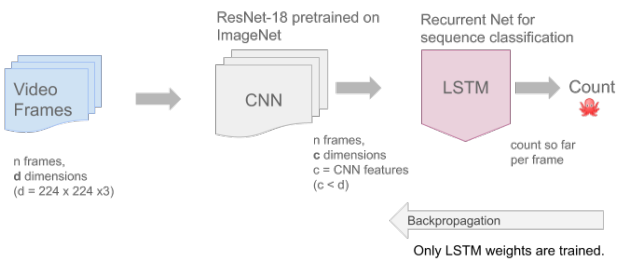 ResNet-18 pretrained on
ImageNet
Recurrent Net for
sequence classification
Video
Frames
CNN
LSTM
Count
n frames,
d dimensions
(d = 224 x 224 x3)
n frames,
c dimensions
c = CNN features
(c < d)
count so far
per frame
Backpropagation
Only LSTM weights are trained.